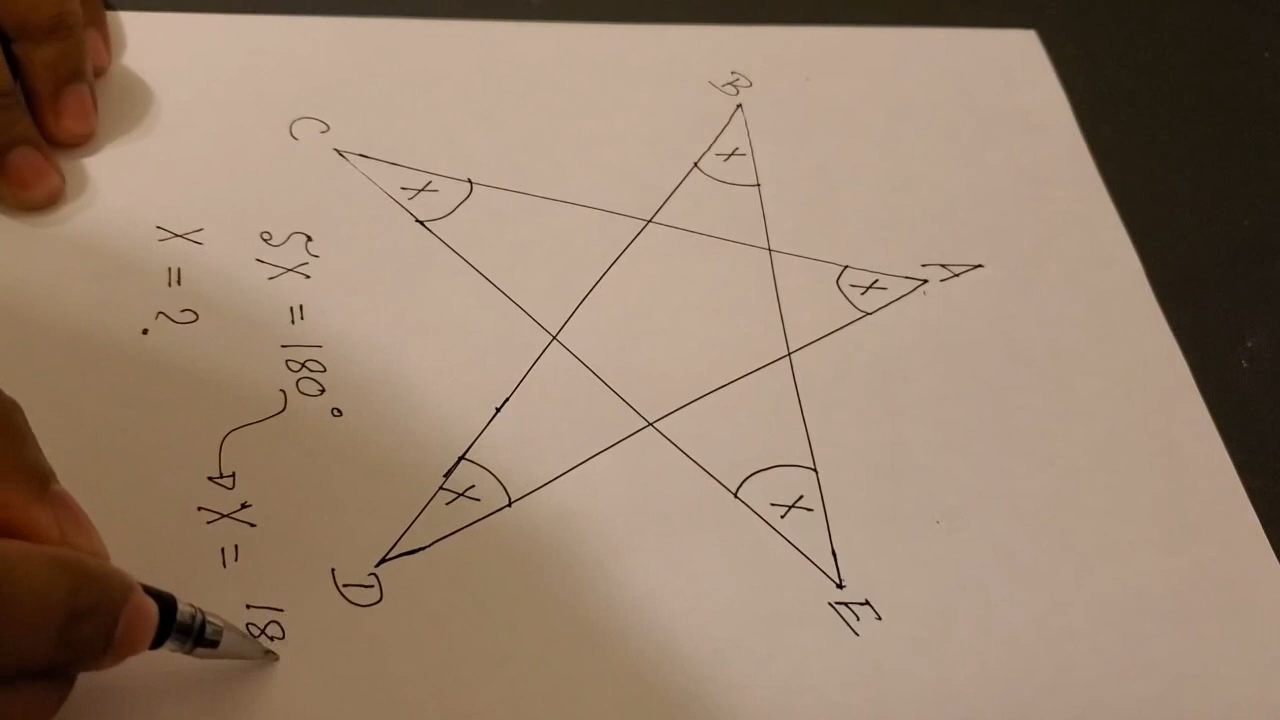 A
B
E
C
D
X
X
X
X
X
5X = 180°
X = 18
X = ?